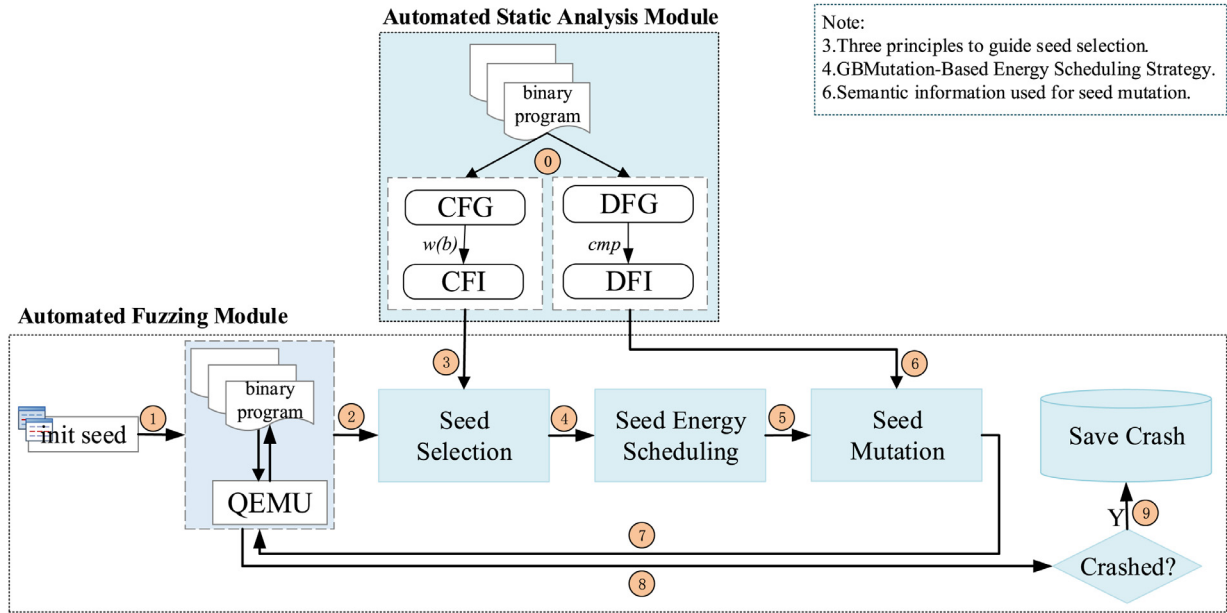 Automated Static Analysis Module
Note:
3.Three principles to guide seed selection.
4.GBMutation-Based Energy Scheduling Strategy.
6.Semantic information used for seed mutation.
binary
program
0
CFG
w(b)
CFI
DFG
cmp
DFI
Automated Fuzzing Module
3
6
init seed
1
binary
program
QEMU
2
Seed
Selection
4
Seed Energy
Scheduling
5
Seed
Mutation
Save Crash
Y
9
7
8
Crashed?